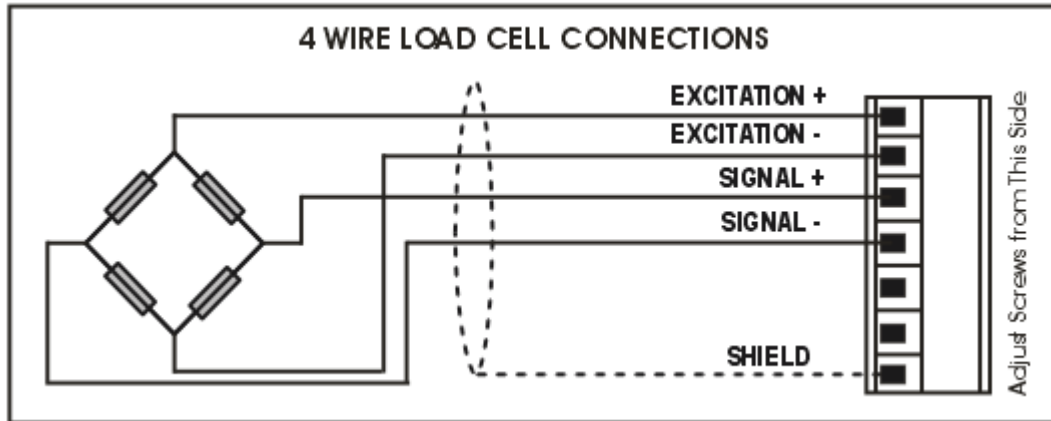 4 WIRE LOAD CELL CONNECTIONS
EXCITATION +
EXCITATION -
SIGNAL +
SIGNAL -
SHIELD
Adjust Screws from This Side